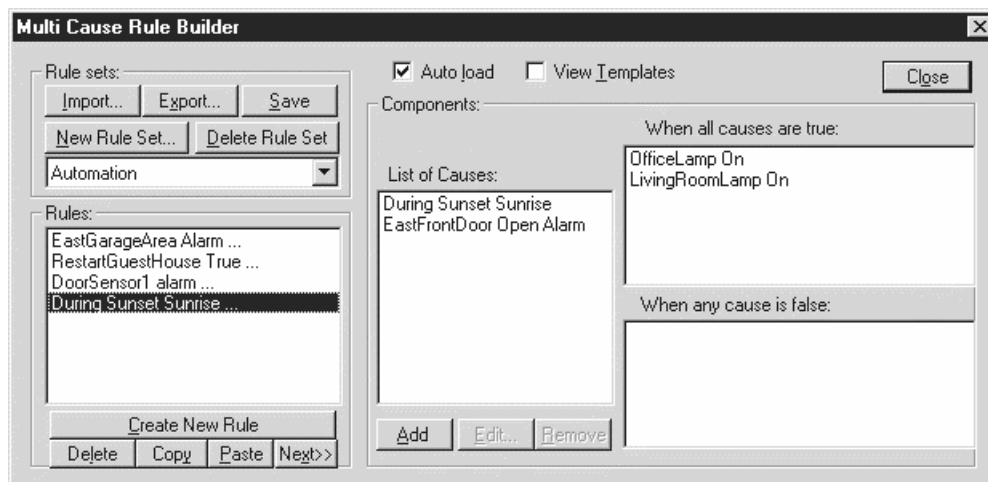 Multi Cause Rule Builder
Rule sets:
Import... Export... Save
New Rule Set... Delete Rule Set
Automation
Rules:
EastGarageArea Alarm ...
RestartGuestHouse True ...
DoorSensor1 alarm ...
During Sunset Sunrise ...
Create New Rule
Delete Copy Paste Next>>
Auto load View Templates
Close
Components:
List of Causes:
During Sunset Sunrise
EastFrontDoor Open Alarm
Add Edit... Remove
When all causes are true:
OfficeLamp On
LivingRoomLamp On
When any cause is false: